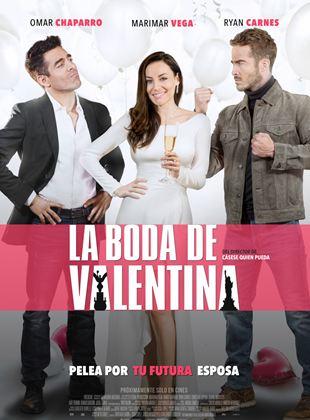 OMAR CHAPARRO
MARIMAR VEGA
RYAN CARNES
LA BODA DE
DEL DIRECTOR DE
CÁSESE QUIEN PUEDA
VALENTINA
PELEA POR TU FUTURA ESPOSA
PRÓXIMAMENTE SOLO EN CINES